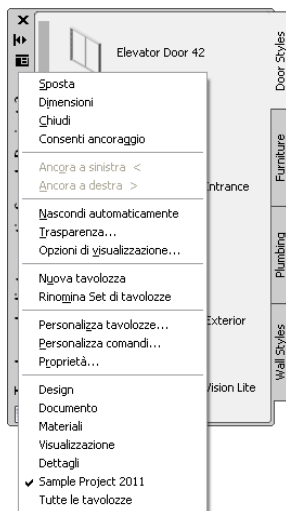 Elevator Door 42
Door Styles
Furniture
Plumbing
Wall Styles
Sposta
Dimensioni
Chiudi
Consenti ancoraggio
Ancora a sinistra <
Ancora a destra >
Entrance
Nascondi automaticamente
Trasparenza...
Opzioni di visualizzazione...
Nuova tavolozza
Rinomina Set di tavolozze
Personalizza tavolozze...
Exterior
Personalizza comandi...
Proprietà...
Design
Vision Lite
Documento
Materiali
Visualizzazione
Dettagli
Sample Project 2011
Tutte le tavolozze